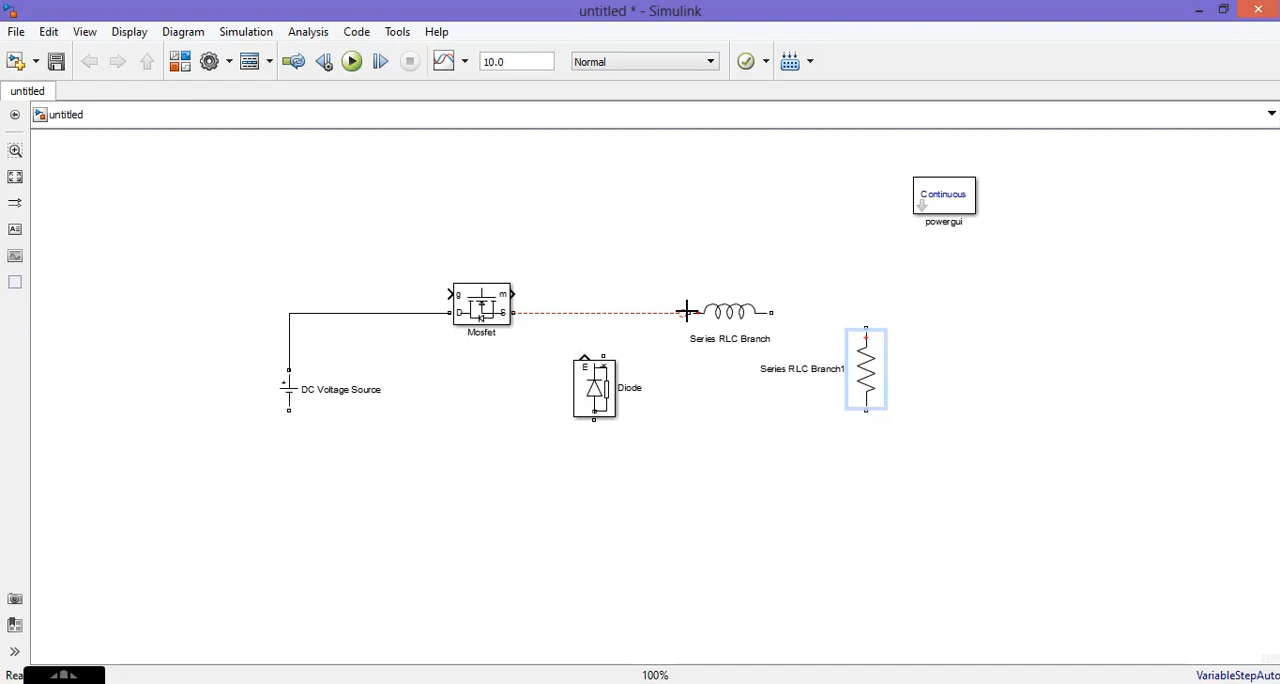 untitled * - Simulink
File Edit View Display Diagram Simulation Analysis Code Tools Help
10.0 Normal
untitled
untitled
Continuous
powergui
g m
D S
Mosfet
Series RLC Branch
Series RLC Branch1
+
DC Voltage Source
m
Diode
Rea
100%
VariableStepAuto